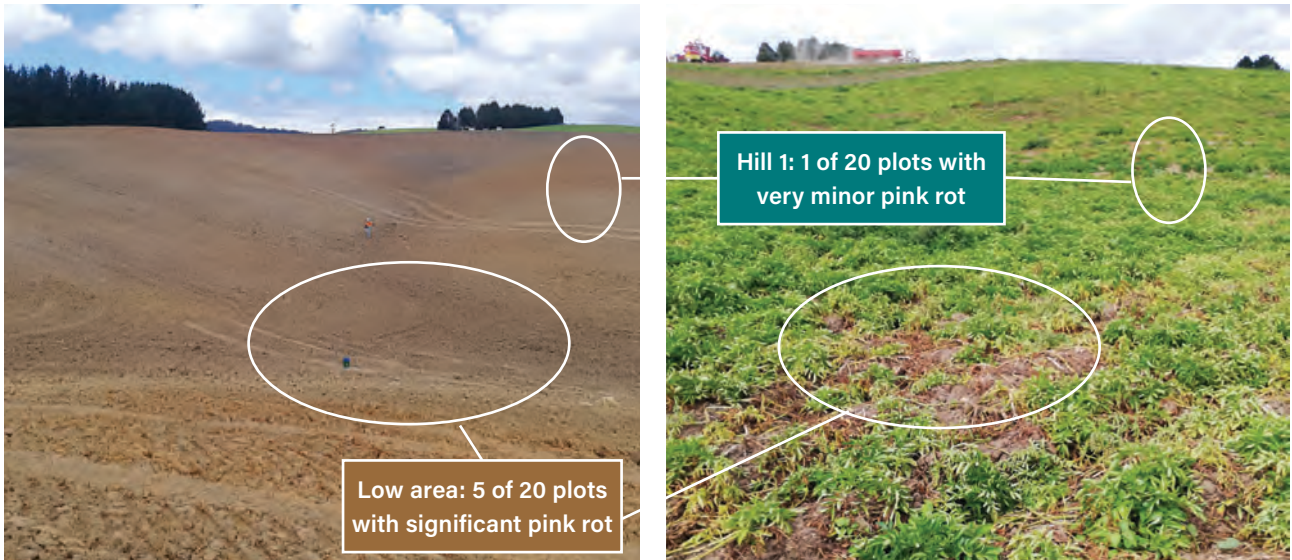 Hill 1: 1 of 20 plots with
very minor pink rot
Low area: 5 of 20 plots
with significant pink rot